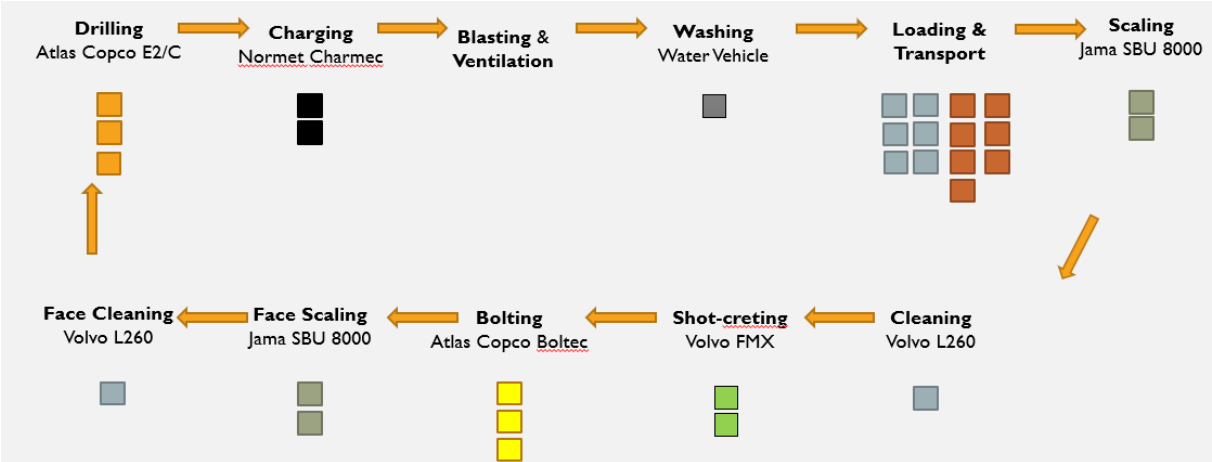 Drilling
Atlas Copco E2/C
Charging
Normet Charmec
Blasting &
Ventilation
Washing
Water Vehicle
Loading &
Transport
Scaling
Jama SBU 8000
Face Cleaning
Volvo L260
Face Scaling
Jama SBU 8000
Bolting
Atlas Copco Boltec
Shot-creting
Volvo FMX
Cleaning
Volvo L260